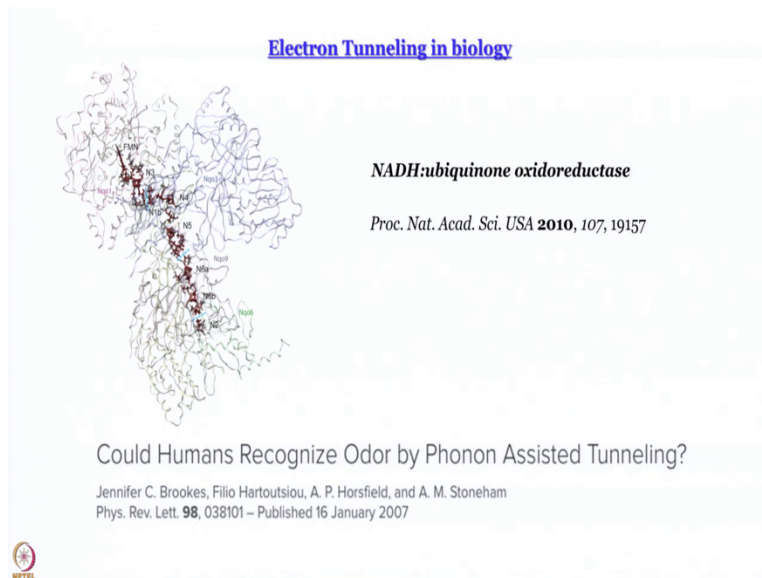 Electron Tunneling in biology
FMN
N3
Nqo1
Nqo3
N1b
N4
N5
Nqo9
N6a
N6b
Nqo6
N2
NADH:ubiquinone oxidoreductase
Proc. Nat. Acad. Sci. USA 2010, 107, 19157
Could Humans Recognize Odor by Phonon Assisted Tunneling?
Jennifer C. Brookes, Filio Hartoutsiou, A. P. Horsfield, and A. M. Stoneham
Phys. Rev. Lett. 98, 038101 – Published 16 January 2007
NPTEL